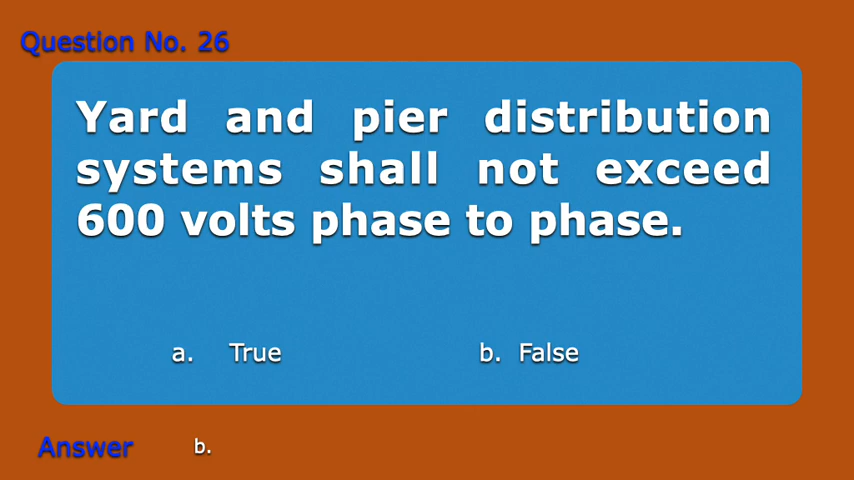 Question No. 26
Yard and pier distribution
systems shall not exceed
600 volts phase to phase.
a. True b. False
Answer b.